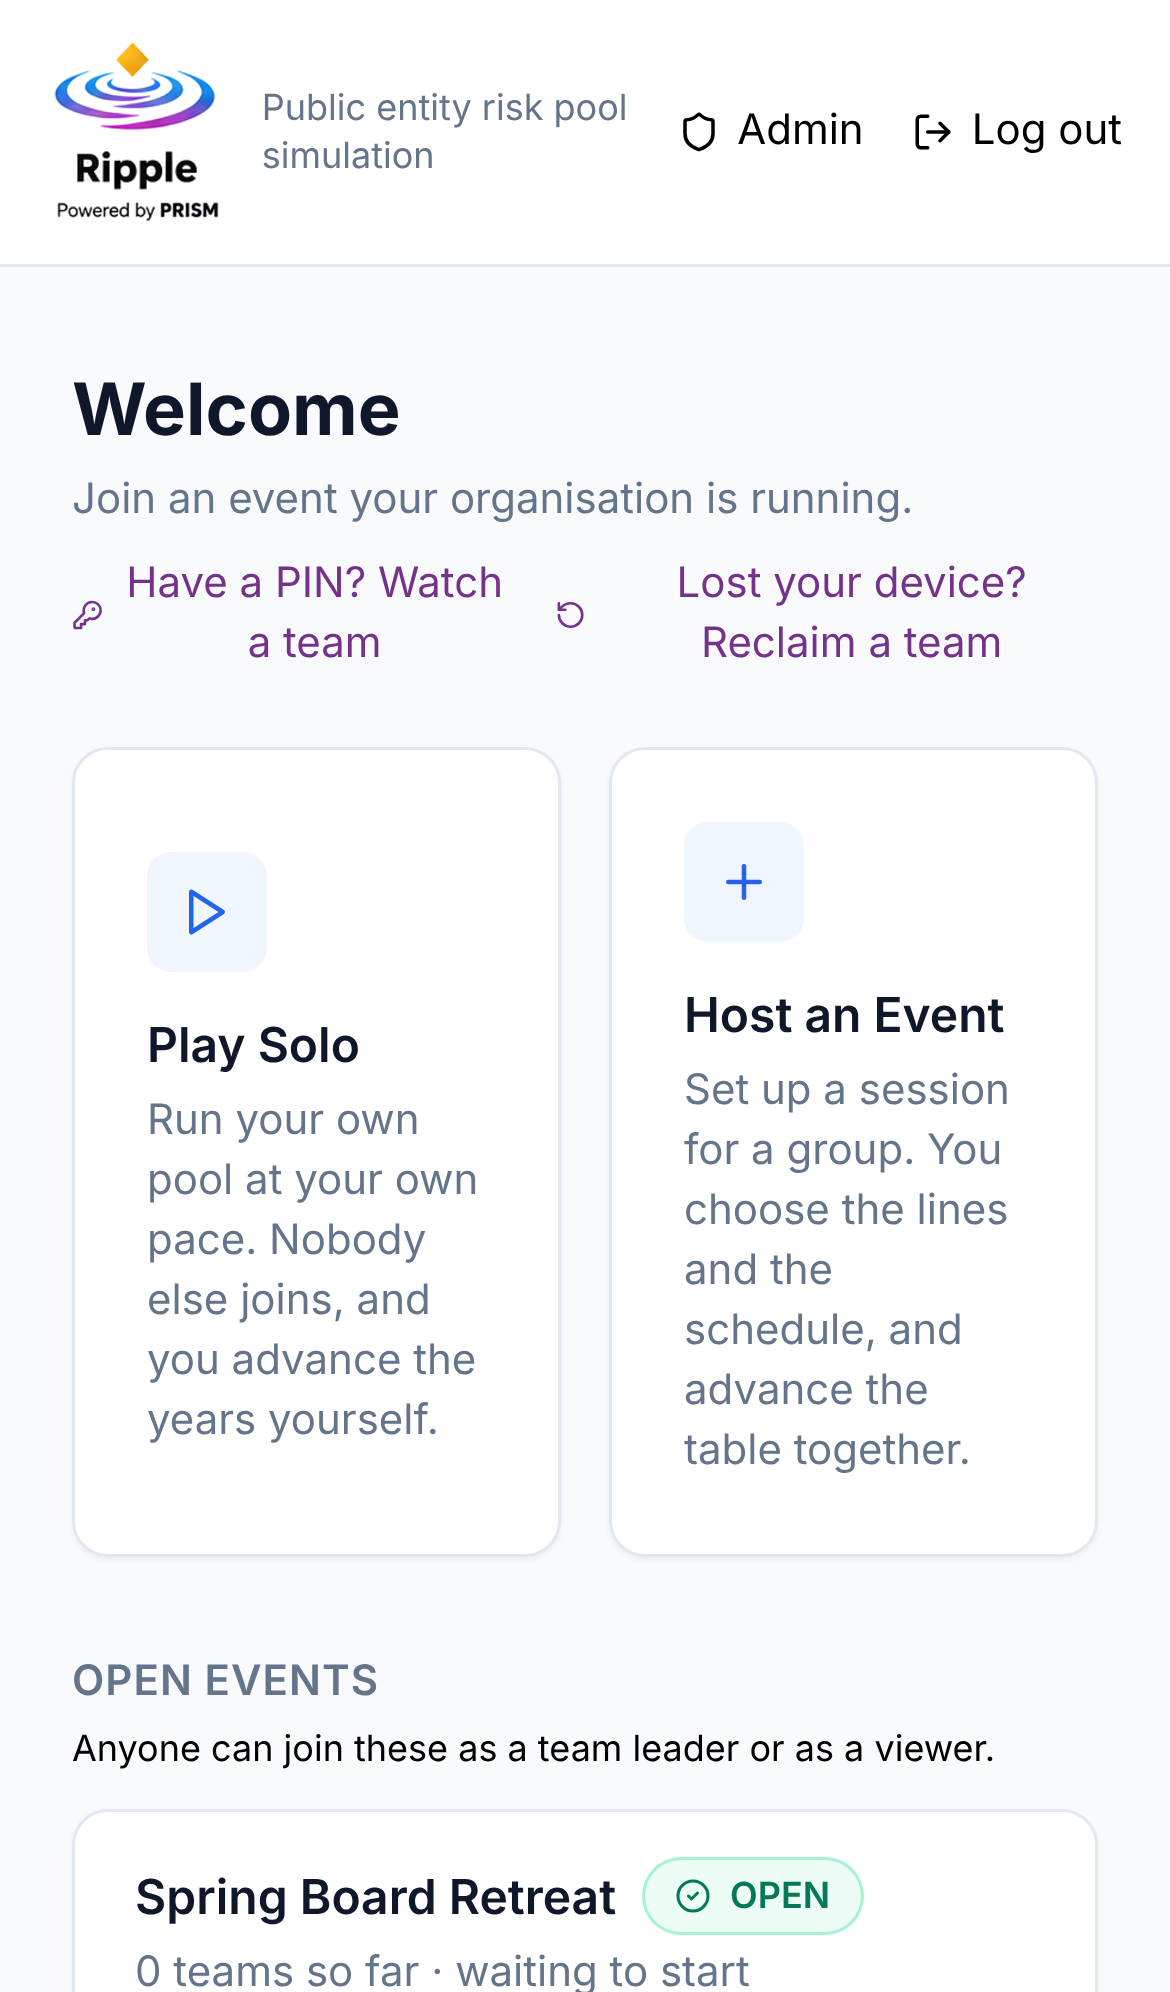 Ripple
Powered by PRISM
Public entity risk pool
simulation
Admin
Log out
Welcome
Join an event your organisation is running.
Have a PIN? Watch
a team
Lost your device?
Reclaim a team
Play Solo
Run your own
pool at your own
pace. Nobody
else joins, and
you advance the
years yourself.
Host an Event
Set up a session
for a group. You
choose the lines
and the
schedule, and
advance the
table together.
OPEN EVENTS
Anyone can join these as a team leader or as a viewer.
Spring Board Retreat
OPEN
0 teams so far · waiting to start